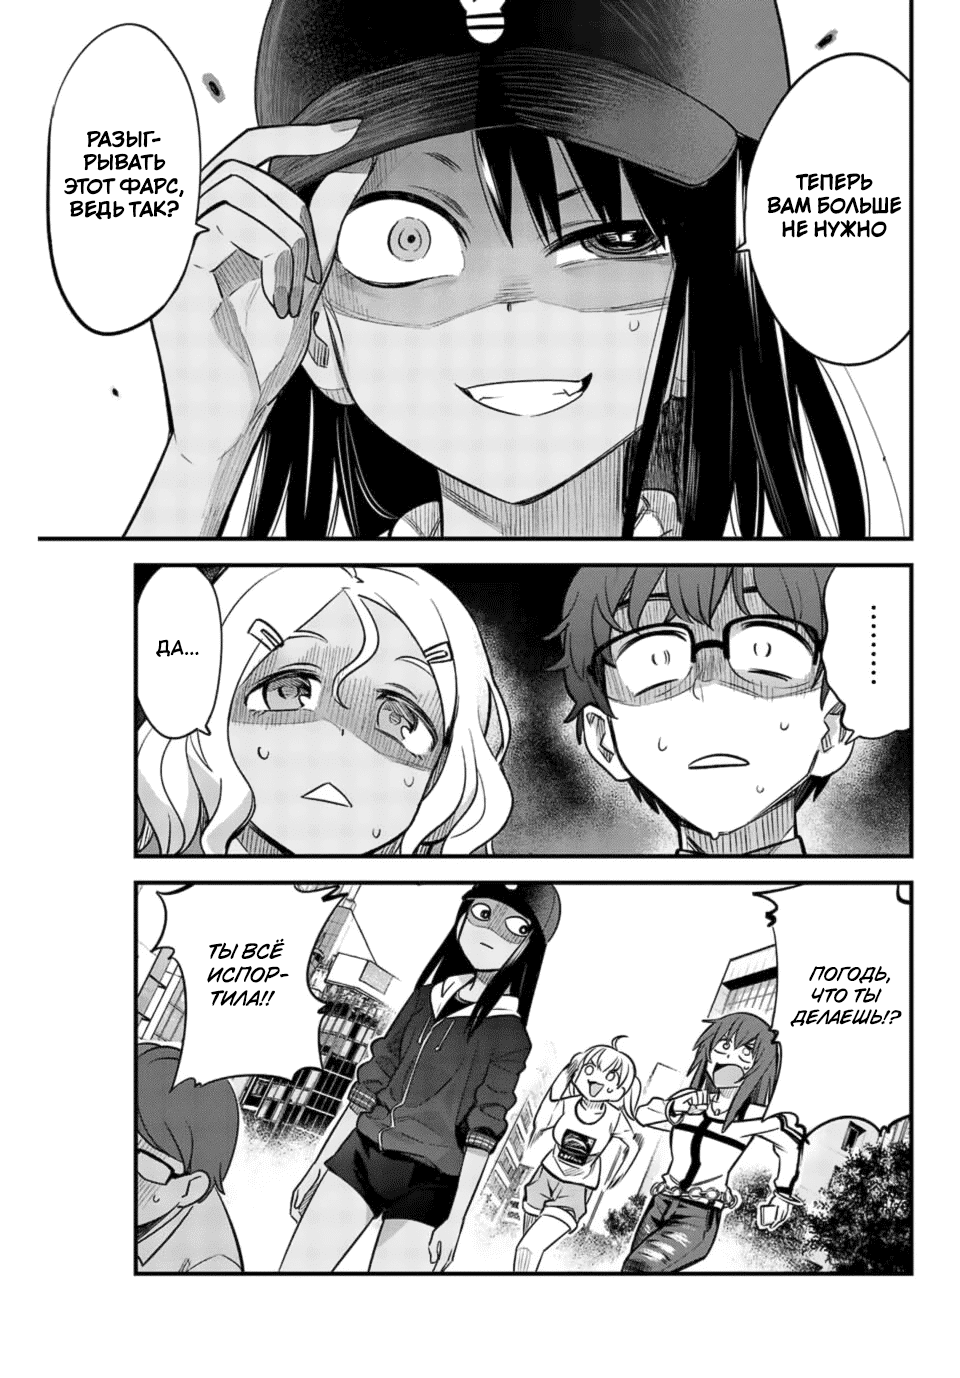 ТЕПЕРЬ
ВАМ БОЛЬШЕ
НЕ НУЖНО
РАЗЫГ-
РЫВАТЬ
ЭТОТ ФАРС,
ВЕДЬ ТАК?
.........
ДА...
ПОГОДЬ,
ЧТО ТЫ
ДЕЛАЕШЬ!?
ТЫ ВСЁ
ИСПОР-
ТИЛА!!